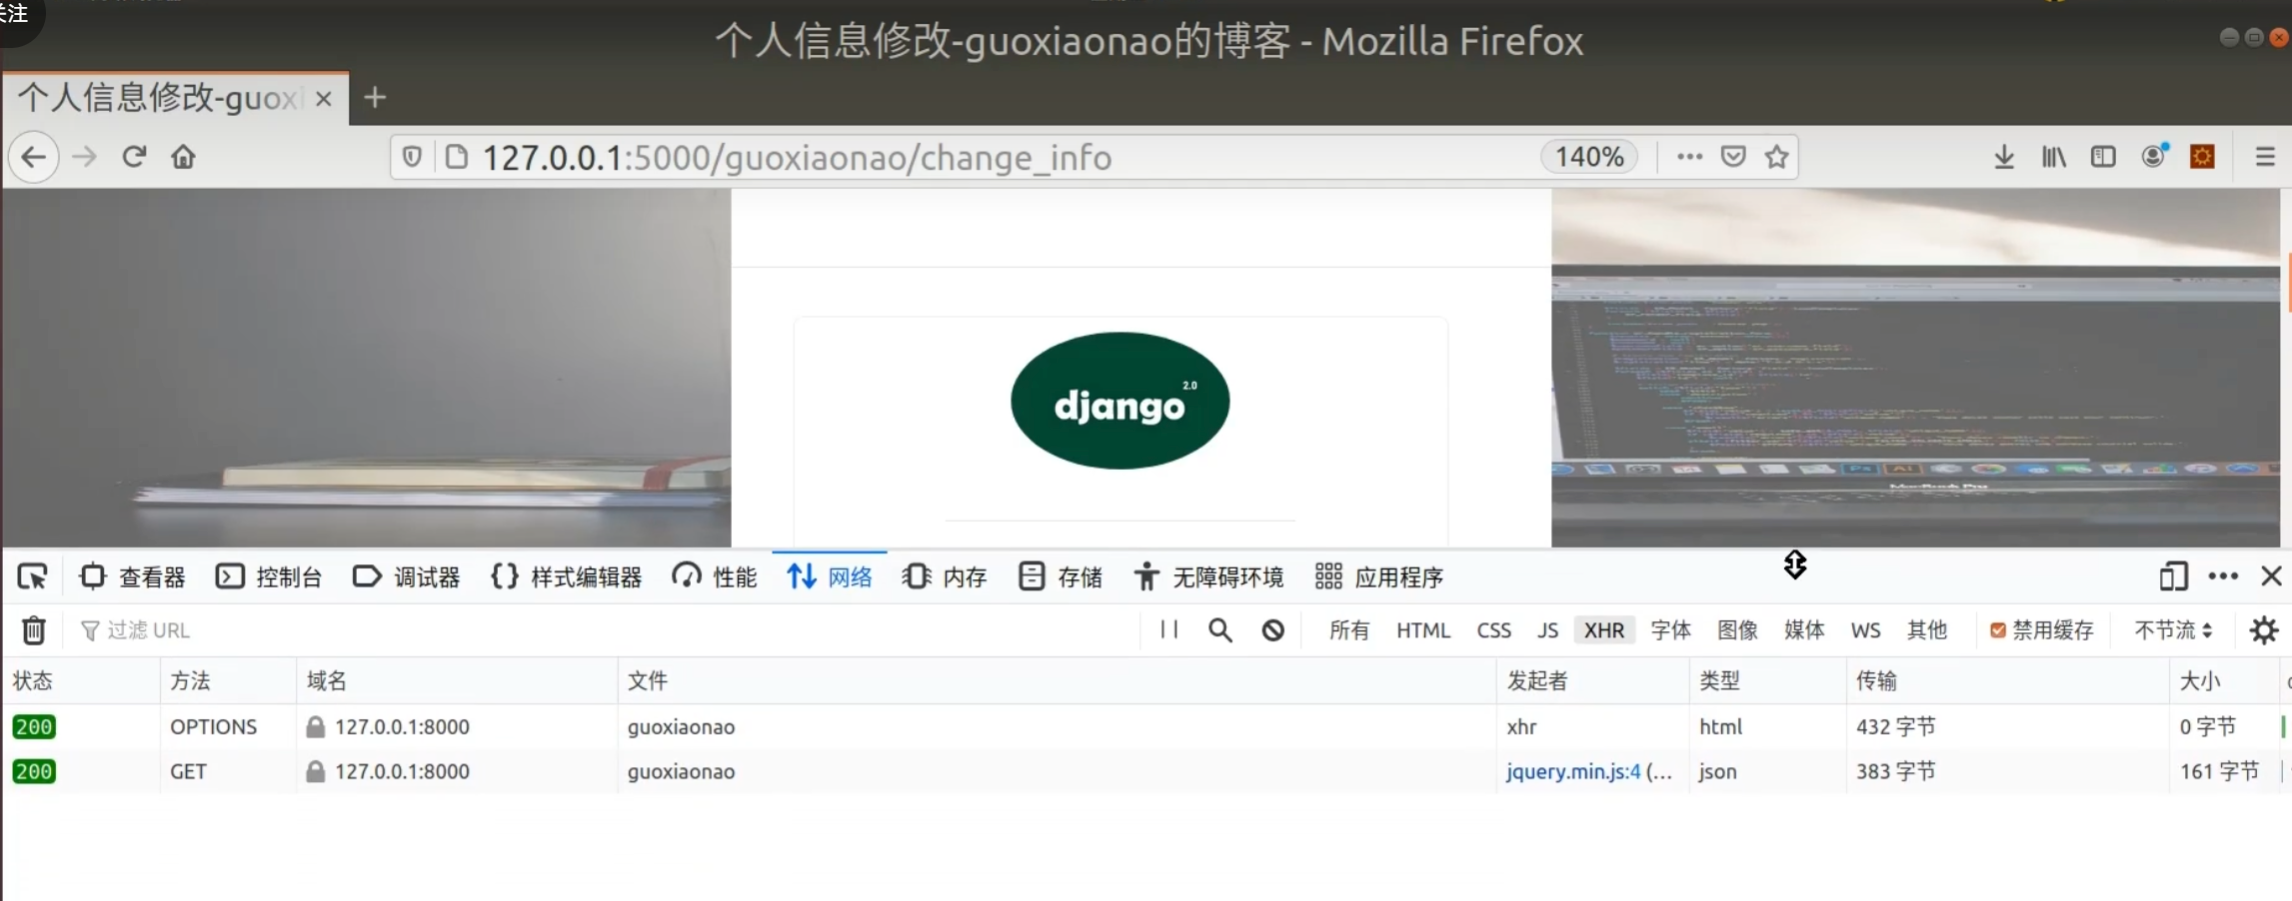 关注
个人信息修改-guoxiaonao的博客 - Mozilla Firefox
个人信息修改-guoxi
127.0.0.1:5000/guoxiaonao/change_info
140%
django 2.0
MacBook Pro
查看器 控制台 调试器 样式编辑器 性能 网络 内存 存储 无障碍环境 应用程序
过滤 URL
所有 HTML CSS JS XHR 字体 图像 媒体 WS 其他 禁用缓存 不节流
状态 方法 域名 文件 发起者 类型 传输 大小
200 OPTIONS 127.0.0.1:8000 guoxiaonao xhr html 432 字节 0 字节
200 GET 127.0.0.1:8000 guoxiaonao jquery.min.js:4 (... json 383 字节 161 字节